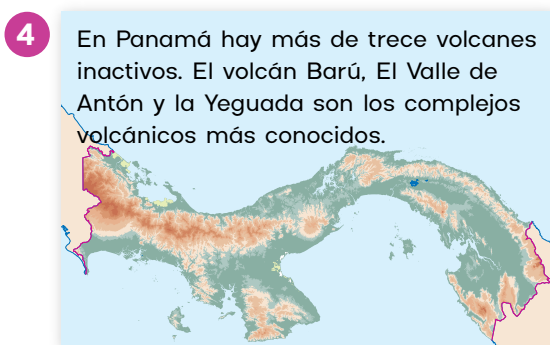 4
En Panamá hay más de trece volcanes
inactivos. El volcán Barú, El Valle de
Antón y la Yeguada son los complejos
volcánicos más conocidos.